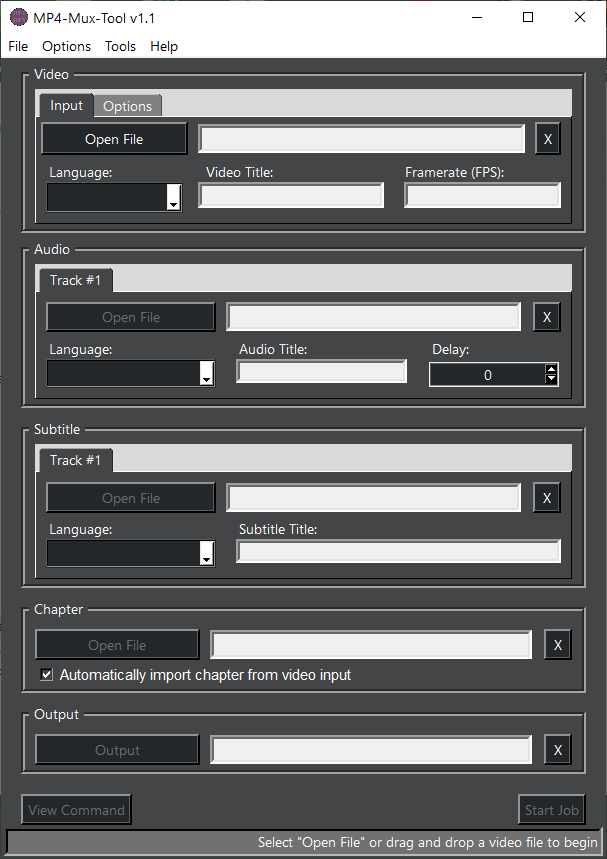 MP4-Mux-Tool v1.1
File Options Tools Help
Video
Input Options
Open File X
Language: Video Title: Framerate (FPS):
Audio
Track #1
Open File X
Language: Audio Title: Delay:
0
Subtitle
Track #1
Open File X
Language: Subtitle Title:
Chapter
Open File X
Automatically import chapter from video input
Output
Output X
View Command Start Job
Select "Open File" or drag and drop a video file to begin